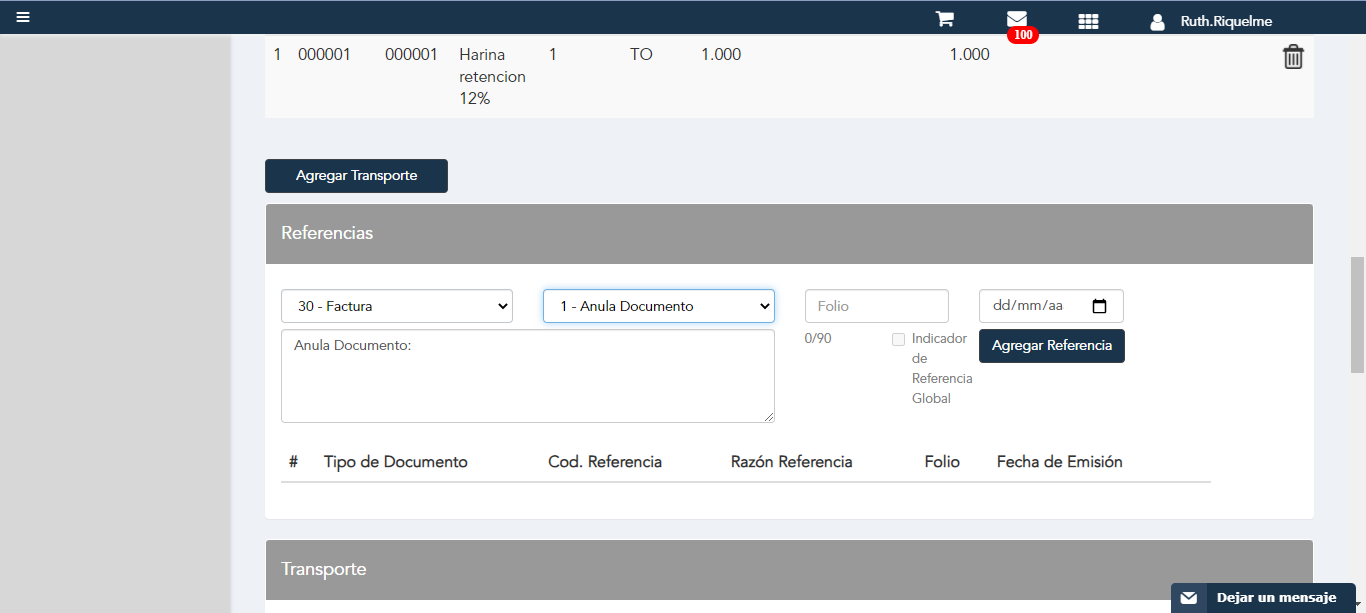 100
Ruth.Riquelme
1 000001 000001 Harina 1 TO 1.000 1.000
retencion
12%
Agregar Transporte
Referencias
30 - Factura 1 - Anula Documento Folio dd/mm/aa
Anula Documento:
0/90
Indicador
de
Referencia
Global
Agregar Referencia
# Tipo de Documento Cod. Referencia Razón Referencia Folio Fecha de Emisión
Transporte
Dejar un mensaje